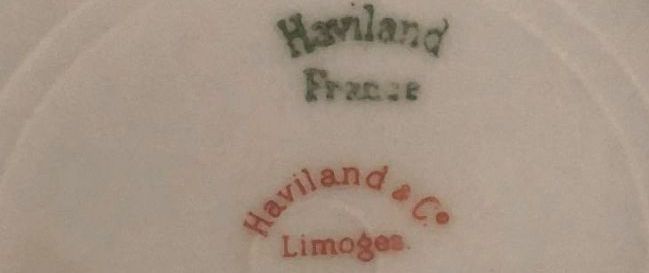 Haviland
France
Haviland & Co.
Limoges.